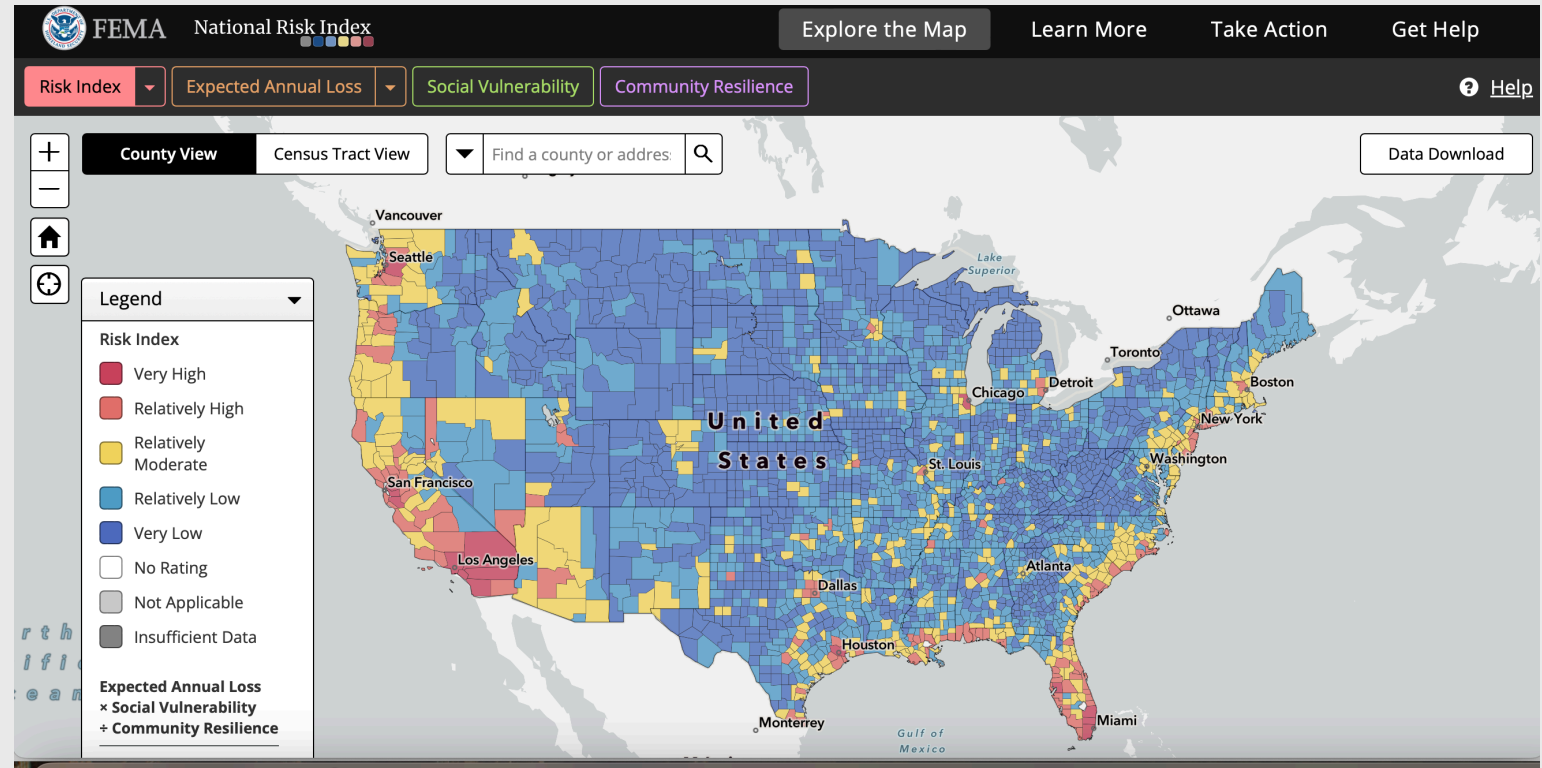 FEMA National Risk Index Explore the Map Learn More Take Action Get Help
Risk Index Expected Annual Loss Social Vulnerability Community Resilience ? Help
+ County View Census Tract View Find a county or addres Data Download
−
Vancouver
Seattle
Lake
Superior
Legend
Ottawa
Risk Index
Toronto
Very High
Detroit
Boston
Chicago
Relatively High
New York
United
Relatively
Moderate
Washington
States
St. Louis
San Francisco
Relatively Low
Very Low
Los Angeles
Atlanta
No Rating
Dallas
Not Applicable
Insufficient Data
rth
Houston
ific
Expected Annual Loss
× Social Vulnerability
÷ Community Resilience
ean
Miami
Monterrey
Gulf of
Mexico